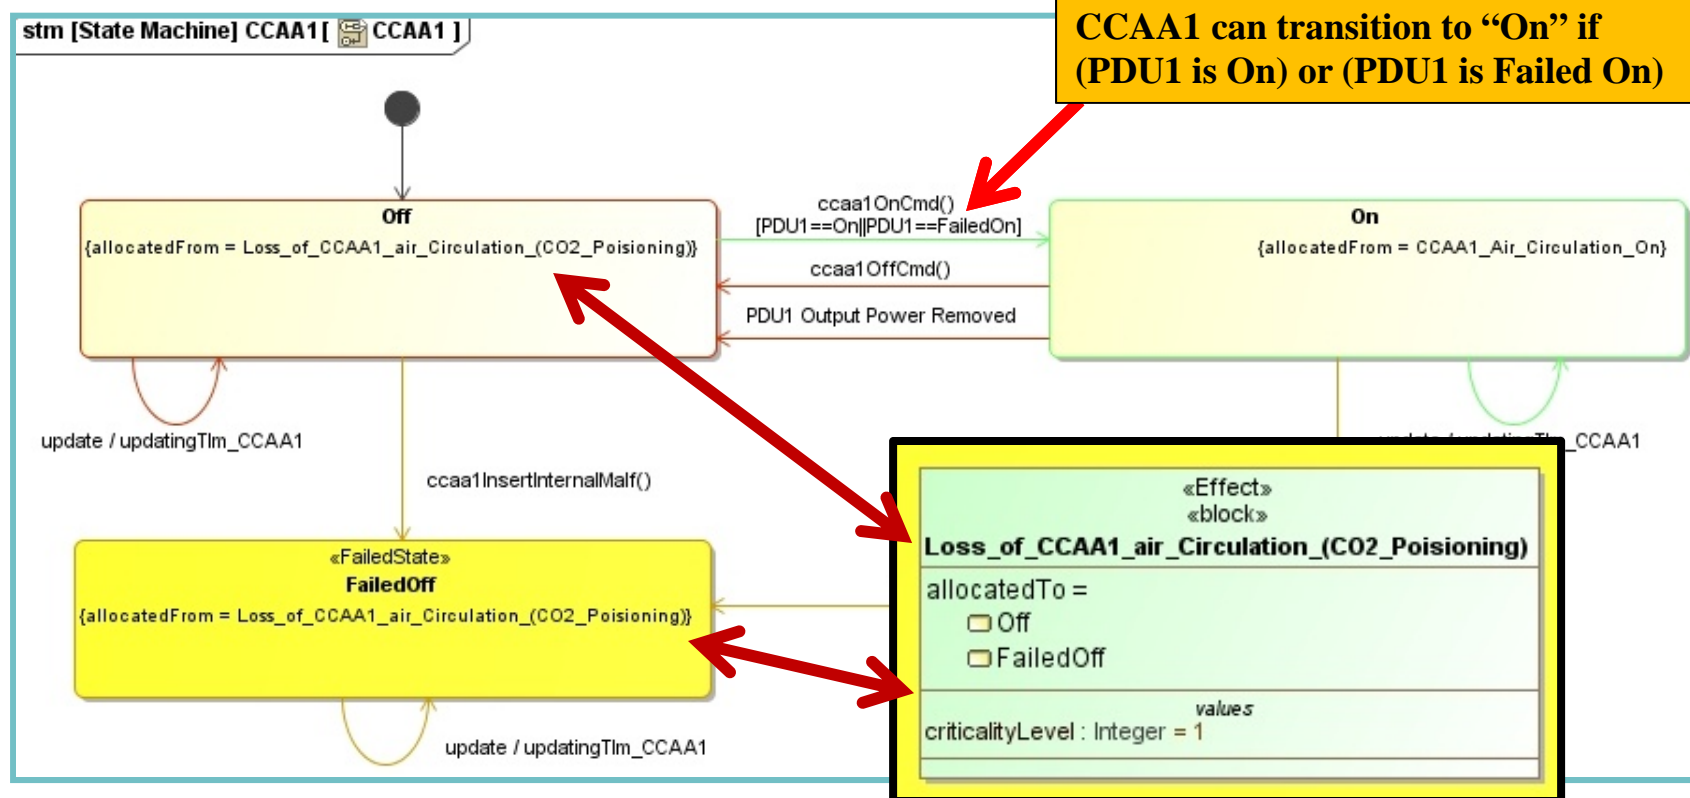 stm [State Machine] CCAA1[ CCAA1 ]
CCAA1 can transition to “On” if
(PDU1 is On) or (PDU1 is Failed On)
Off
{allocatedFrom = Loss_of_CCAA1_air_Circulation_(CO2_Poisioning)}
ccaa1OnCmd()
[PDU1==On||PDU1==FailedOn]
ccaa1OffCmd()
PDU1 Output Power Removed
On
{allocatedFrom = CCAA1_Air_Circulation_On}
update / updatingTlm_CCAA1
_CCAA1
ccaa1InsertInternalMalf()
«FailedState»
FailedOff
{allocatedFrom = Loss_of_CCAA1_air_Circulation_(CO2_Poisioning)}
update / updatingTlm_CCAA1
«Effect»
«block»
Loss_of_CCAA1_air_Circulation_(CO2_Poisioning)
allocatedTo =
Off
FailedOff
values
criticalityLevel : Integer = 1